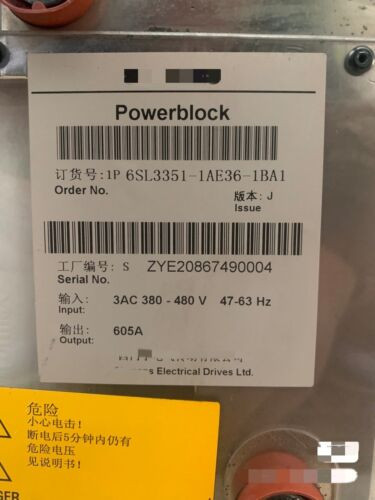 Powerblock
订货号: 1P 6SL3351-1AE36-1BA1
Order No.
版本: J
Issue
工厂编号: S ZYE20867490004
Serial No.
输入: 3AC 380 - 480 V 47-63 Hz
Input:
输出: 605A
Output:
Electrical Drives Ltd.
危险
小心电击!
断电后5分钟内仍有
危险电压
见说明书!
GER